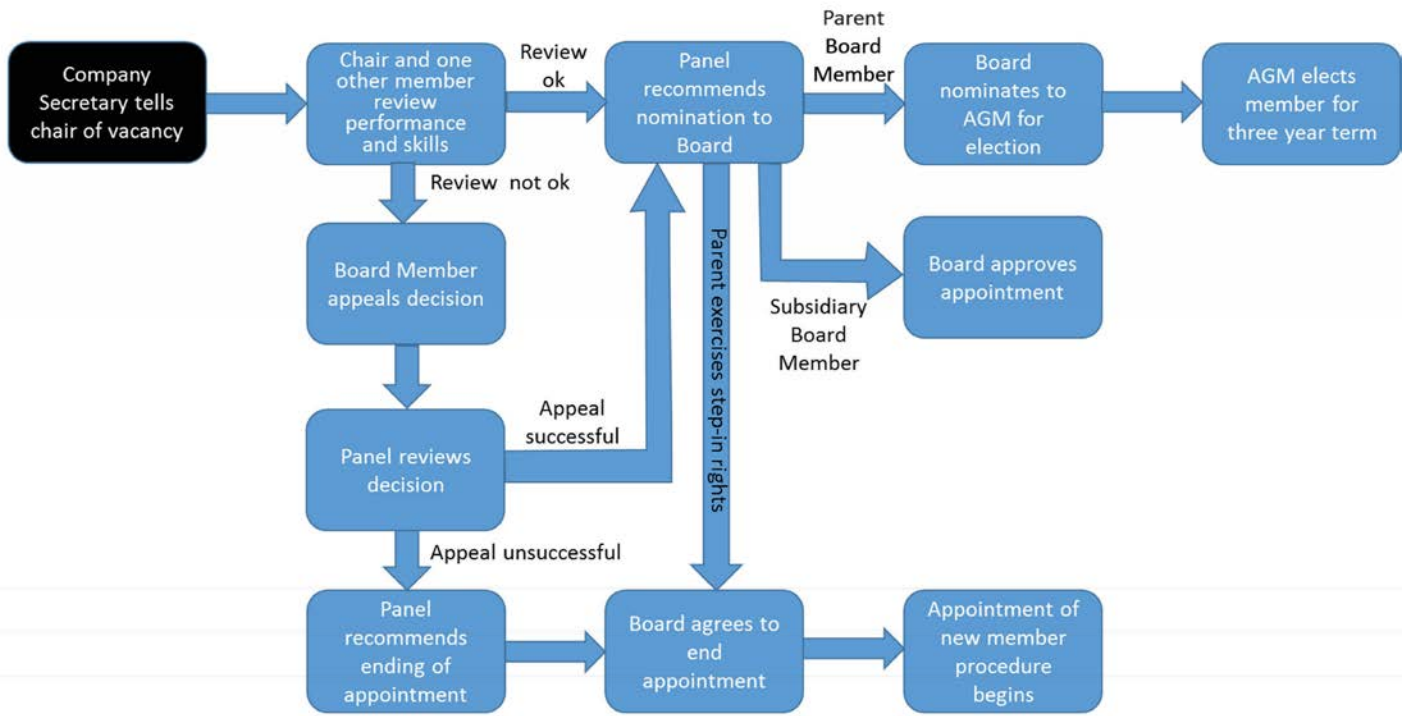 Company
Secretary tells
chair of vacancy
Chair and one
other member
review
performance
and skills
Review
ok
Panel
recommends
nomination to
Board
Parent
Board
Member
Board
nominates to
AGM for
election
AGM elects
member for
three year term
Review not ok
Board Member
appeals decision
Parent exercises step-in rights
Subsidiary
Board
Member
Board approves
appointment
Panel reviews
decision
Appeal
successful
Appeal unsuccessful
Panel
recommends
ending of
appointment
Board agrees to
end
appointment
Appointment of
new member
procedure
begins